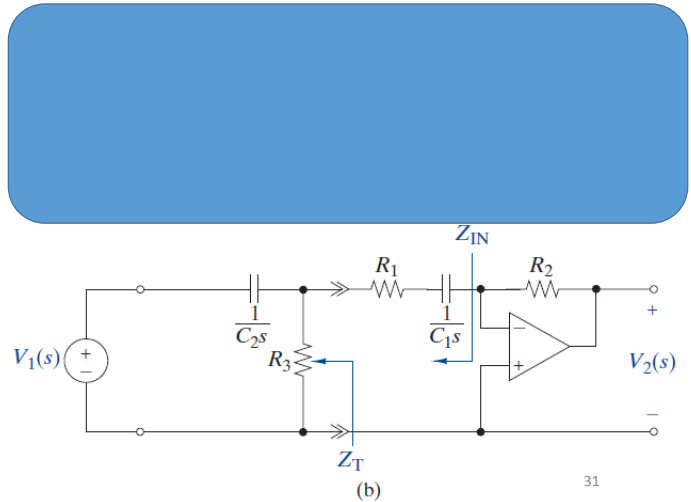 Z_IN
R_1
R_2
1/(C_2s)
1/(C_1s)
+
V_1(s)
+
−
R_3
−
+
V_2(s)
−
Z_T
(b)
31